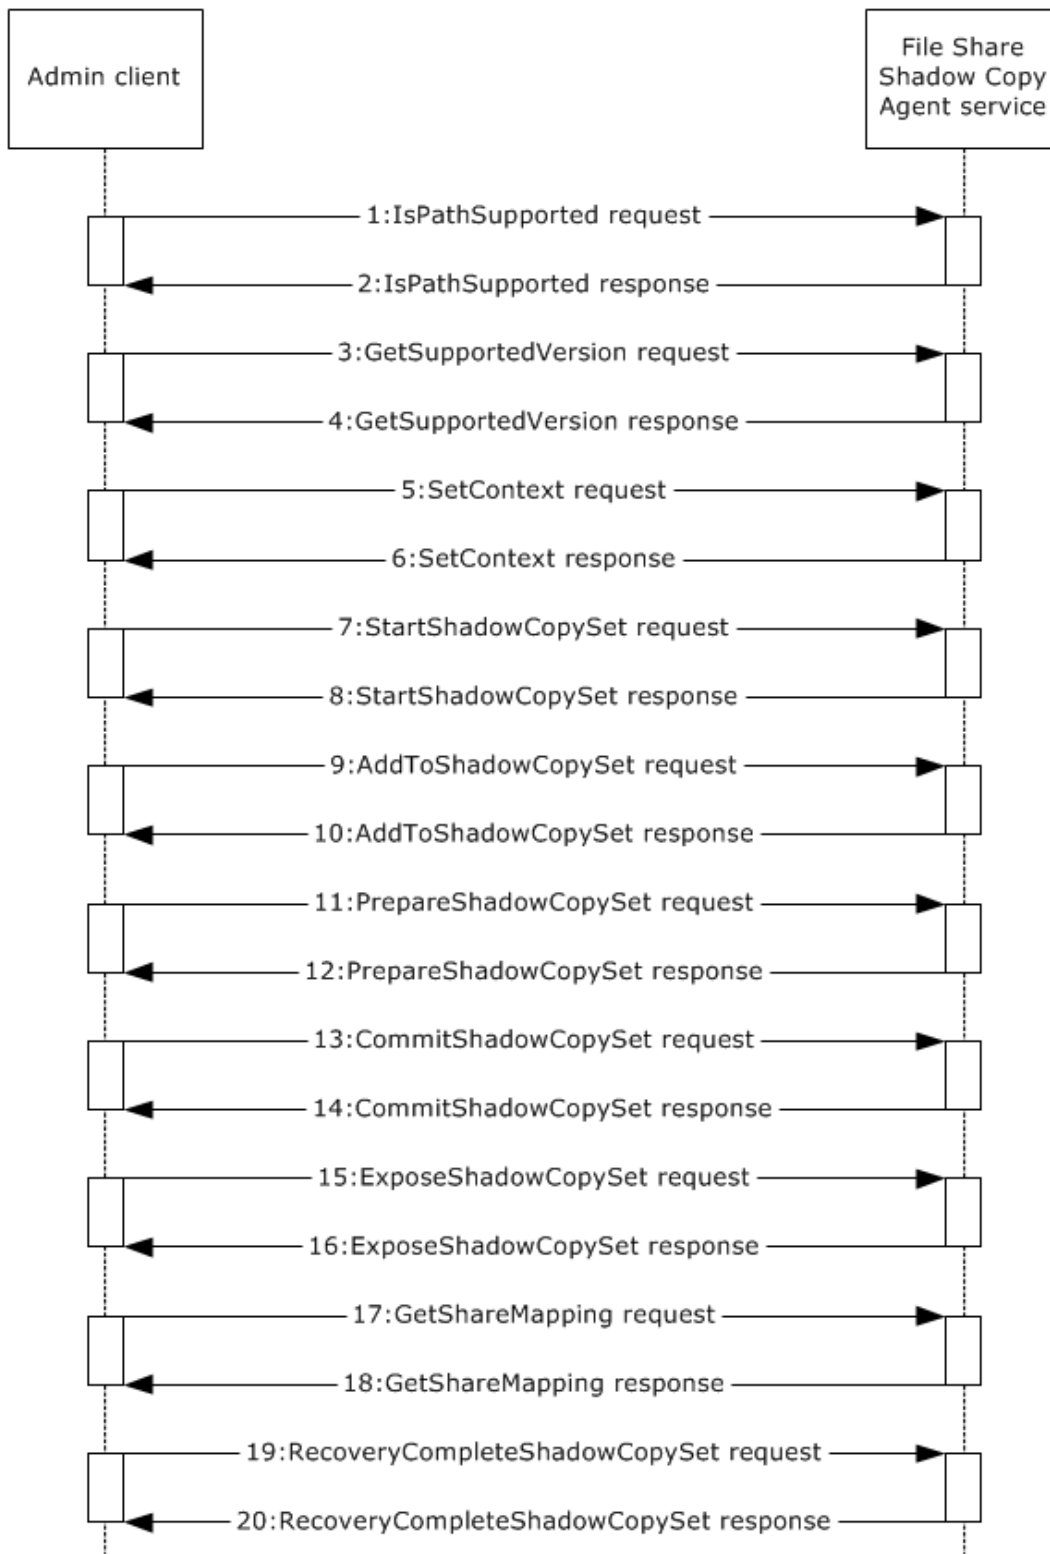 Admin client
File Share
Shadow Copy
Agent service
1:IsPathSupported request
2:IsPathSupported response
3:GetSupportedVersion request
4:GetSupportedVersion response
5:SetContext request
6:SetContext response
7:StartShadowCopySet request
8:StartShadowCopySet response
9:AddToShadowCopySet request
10:AddToShadowCopySet response
11:PrepareShadowCopySet request
12:PrepareShadowCopySet response
13:CommitShadowCopySet request
14:CommitShadowCopySet response
15:ExposeShadowCopySet request
16:ExposeShadowCopySet response
17:GetShareMapping request
18:GetShareMapping response
19:RecoveryCompleteShadowCopySet request
20:RecoveryCompleteShadowCopySet response